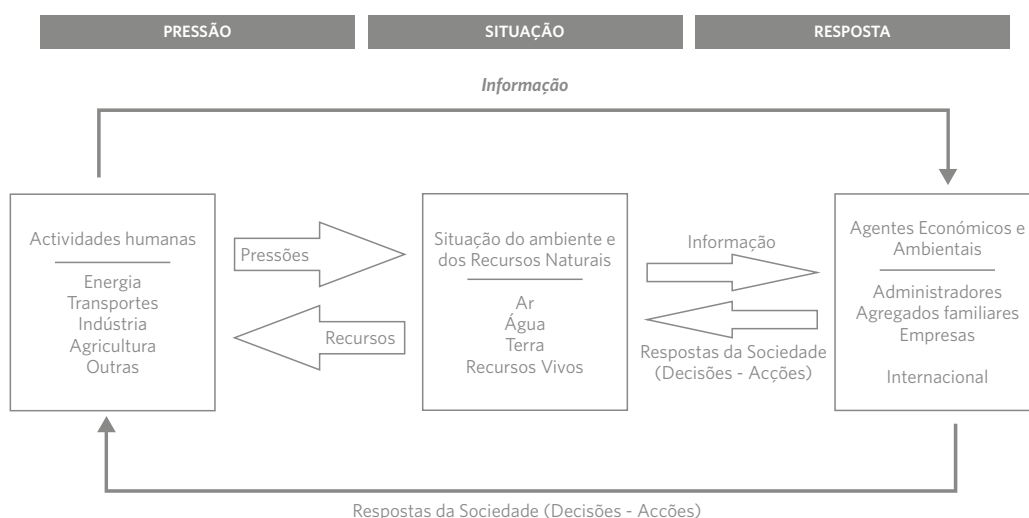 PRESSÃO
SITUAÇÃO
RESPOSTA
Informação
Actividades humanas
Energia
Transportes
Indústria
Agricultura
Outras
Pressões
Recursos
Situação do ambiente e
dos Recursos Naturais
Ar
Água
Terra
Recursos Vivos
Informação
Respostas da Sociedade
(Decisões - Acções)
Agentes Económicos e
Ambientais
Administradores
Agregados familiares
Empresas
Internacional
Respostas da Sociedade (Decisões - Acções)